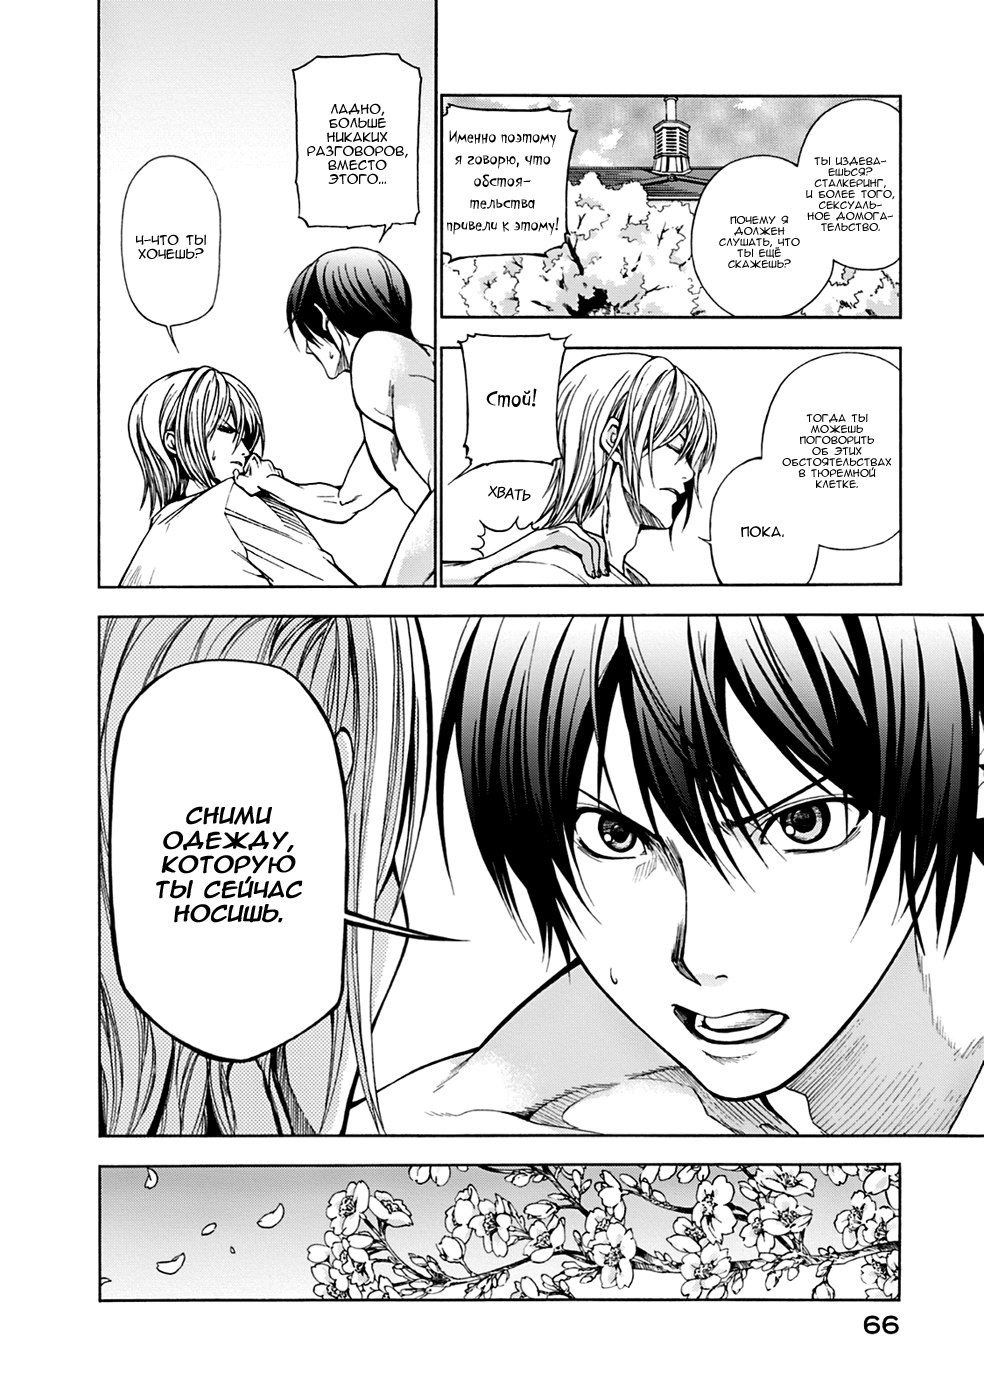 ТЫ ИЗДЕВА-
ЕШЬСЯ?
СТАЛКЕРИНГ,
И БОЛЕЕ ТОГО,
СЕКСУАЛЬ-
НОЕ ДОМОГА-
ТЕЛЬСТВО.
ПОЧЕМУ Я
ДОЛЖЕН
СЛУШАТЬ, ЧТО
ТЫ ЕЩЁ
СКАЖЕШЬ?
Именно поэтому
я говорю, что
обстоя-
тельства
привели к этому!
ТОГДА ТЫ
МОЖЕШЬ
ПОГОВОРИТЬ
ОБ ЭТИХ
ОБСТОЯТЕЛЬСТВАХ
В ТЮРЕМНОЙ
КЛЕТКЕ.
ПОКА.
Стой!
ХВАТЬ
ЛАДНО,
БОЛЬШЕ
НИКАКИХ
РАЗГОВОРОВ,
ВМЕСТО
ЭТОГО...
Ч-ЧТО ТЫ
ХОЧЕШЬ?
СНИМИ
ОДЕЖДУ,
КОТОРУЮ
ТЫ СЕЙЧАС
НОСИШЬ.
66